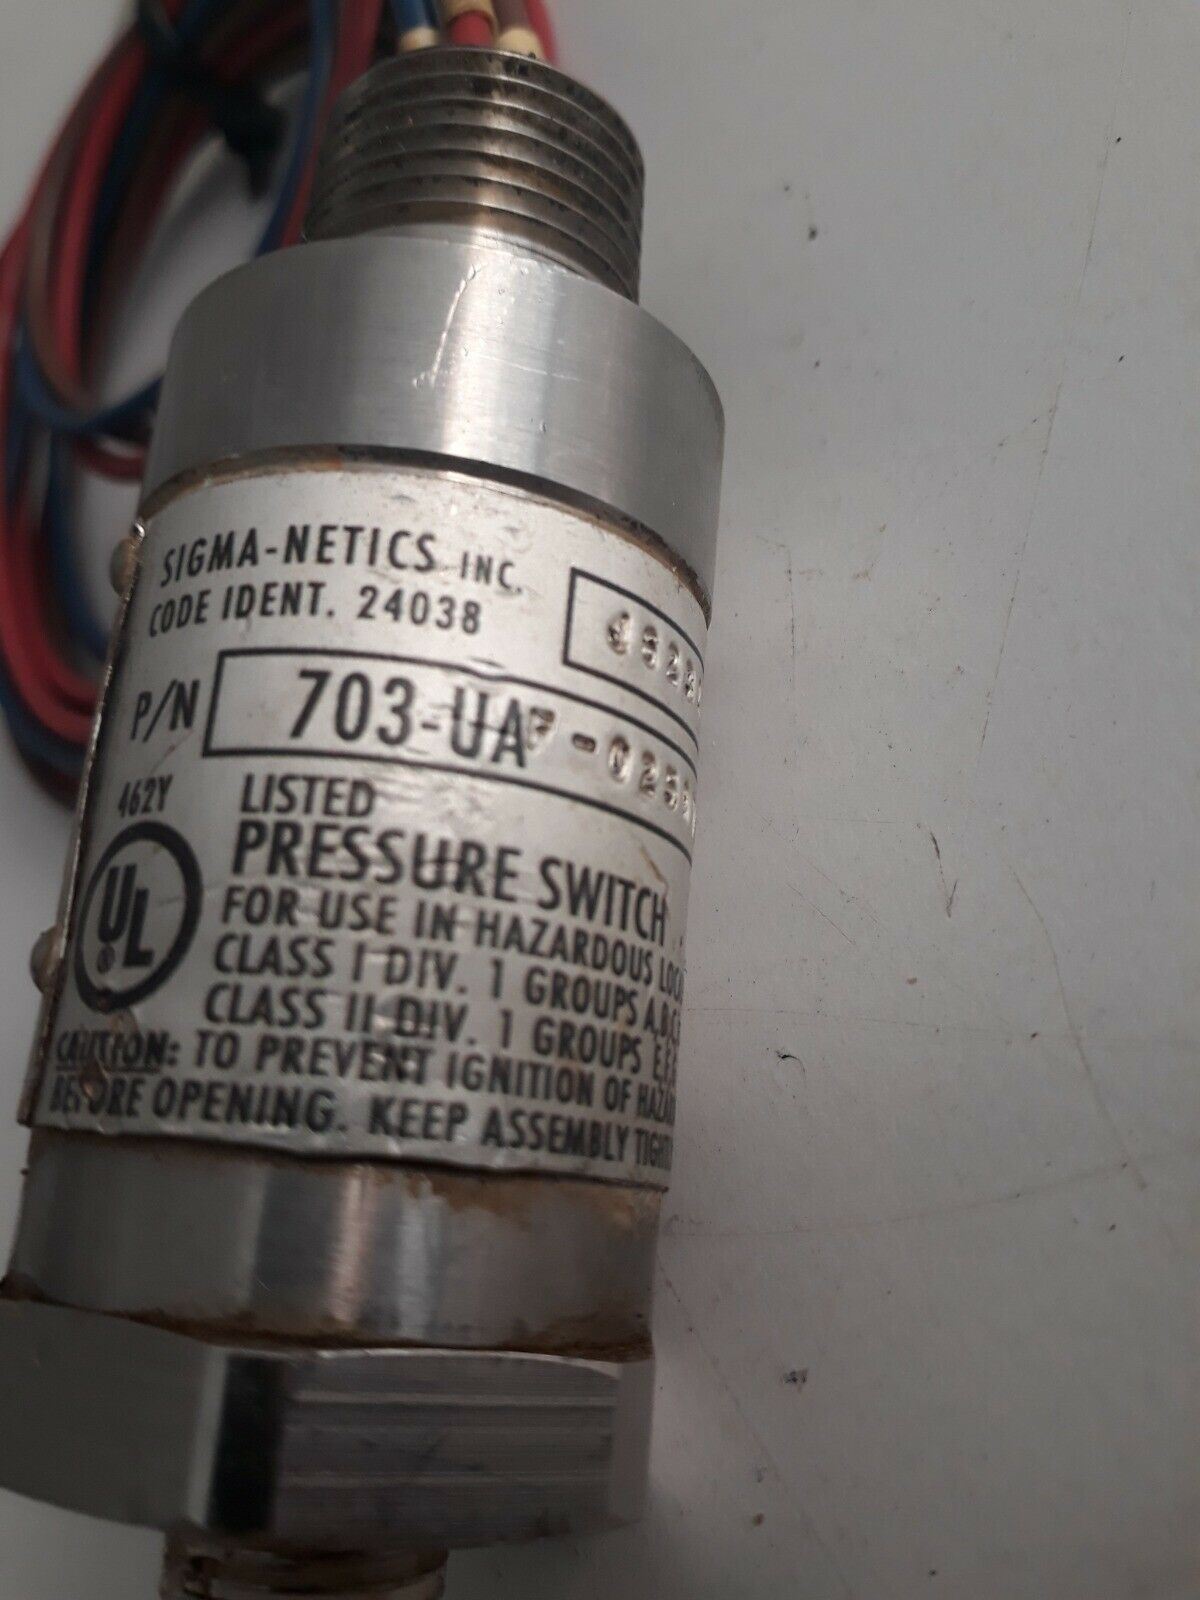 SIGMA-NETICS INC.
CODE IDENT. 24038
P/N 703-UA
462Y
LISTED
UL ®
PRESSURE SWITCH
FOR USE IN HAZARDOUS
CLASS I DIV. 1 GROUPS
CLASS II DIV. 1 GROUPS
CAUTION: TO PREVENT IGNITION OF
BEFORE OPENING. KEEP ASSEMBLY